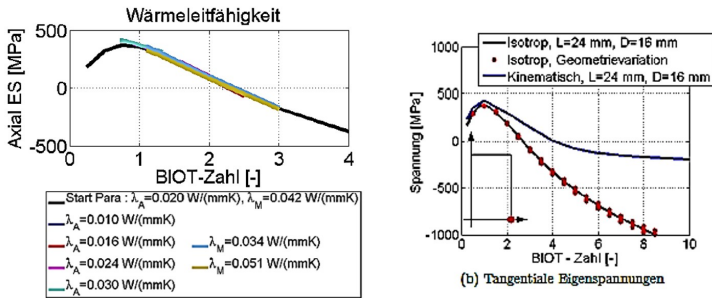 Wärmeleitfähigkeit
Axial ES [MPa]
500
0
-500
0 1 2 3 4
BIOT-Zahl [-]
Start Para : λA=0.020 W/(mmK), λM=0.042 W/(mmK)
λA=0.010 W/(mmK)
λA=0.016 W/(mmK) λM=0.034 W/(mmK)
λA=0.024 W/(mmK) λM=0.051 W/(mmK)
λA=0.030 W/(mmK)
Isotrop, L=24 mm, D=16 mm
Isotrop, Geometrievariation
Kinematisch, L=24 mm, D=16 mm
Spannung [MPa]
1000
500
0
-500
-1000
0 2 4 6 8 10
BIOT - Zahl [-]
(b) Tangentiale Eigenspannungen